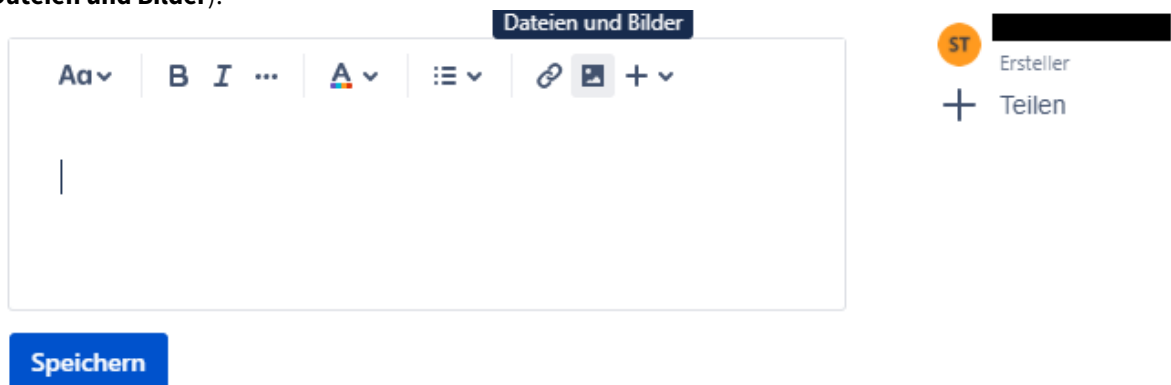 Dateien und Bilder).
Dateien und Bilder
Aa B I ... A +
ST
Ersteller
+ Teilen
Speichern